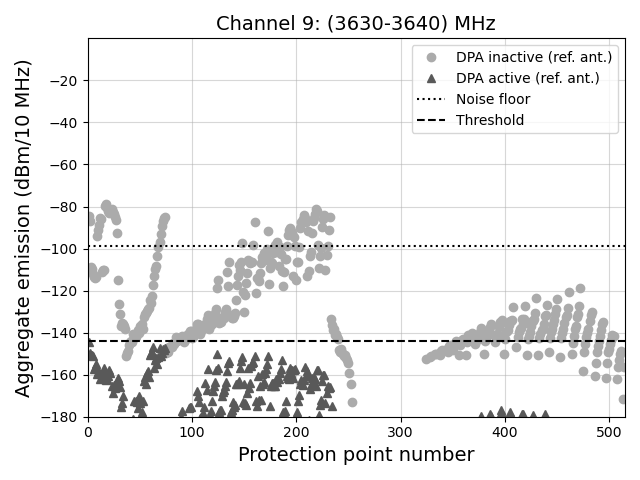 Channel 9: (3630-3640) MHz
DPA inactive (ref. ant.)
DPA active (ref. ant.)
Noise floor
Threshold
Aggregate emission (dBm/10 MHz)
−20
−40
−60
−80
−100
−120
−140
−160
−180
0
100
200
300
400
500
Protection point number